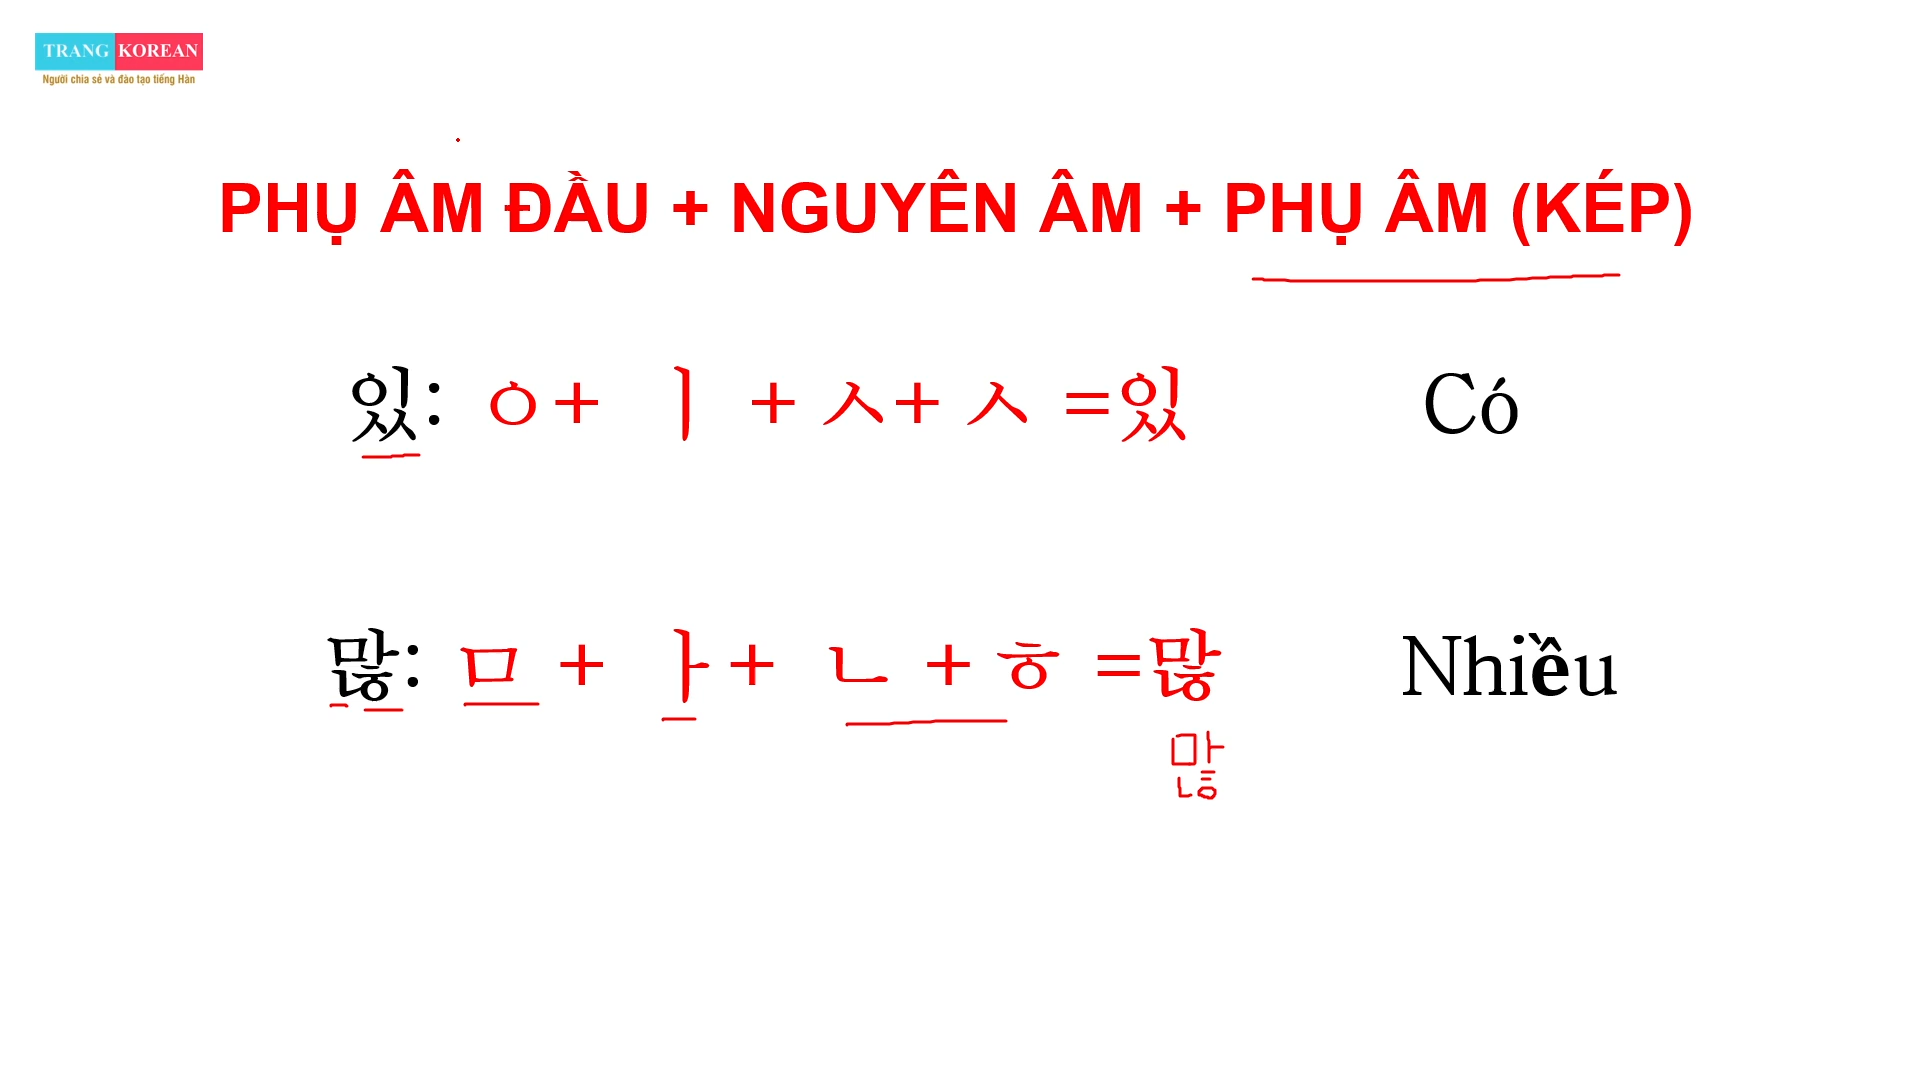 TRANG KOREAN
Người chia sẻ và đào tạo tiếng Hàn
PHỤ ÂM ĐẦU + NGUYÊN ÂM + PHỤ ÂM (KÉP)
있: ㅇ+ ㅣ + ㅅ+ ㅅ =있 Có
많: ㅁ + ㅏ+ ㄴ + ㅎ =많 Nhiều
많